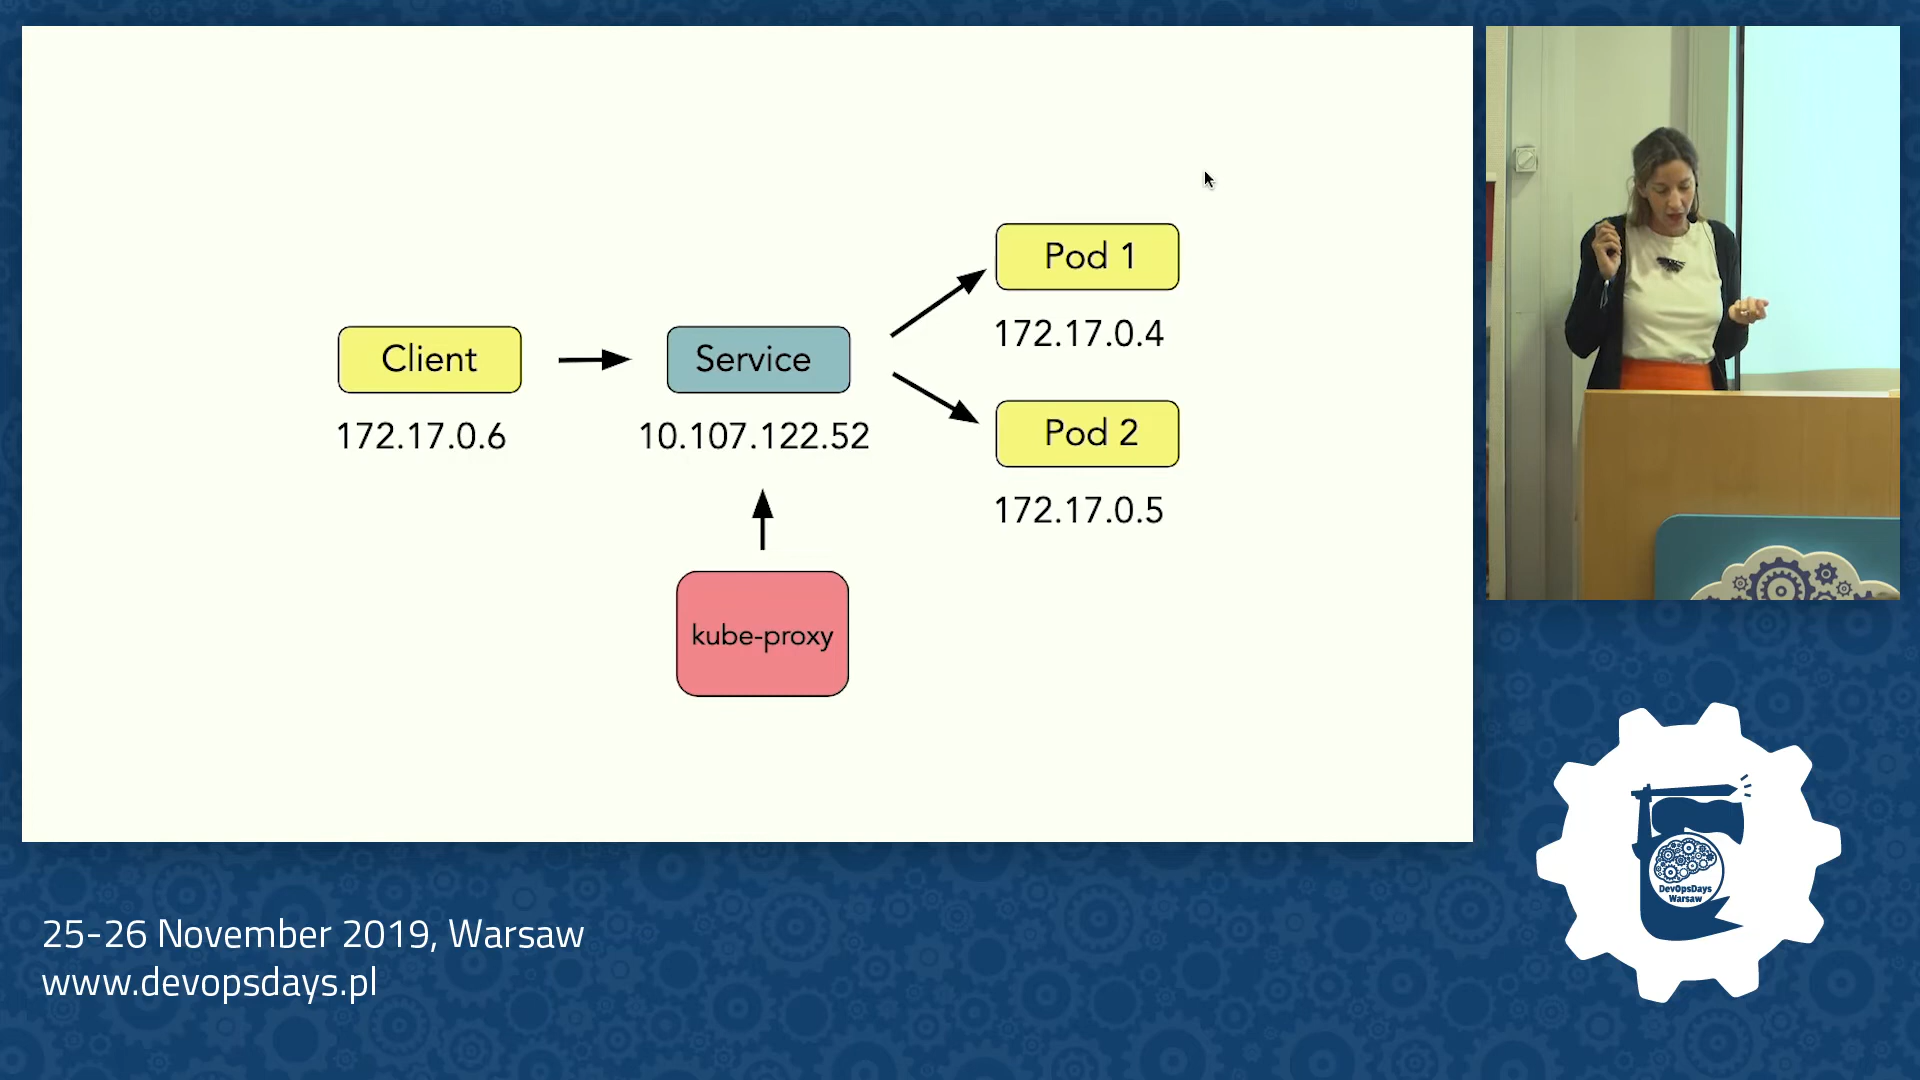 Pod 1
172.17.0.4
Client
Service
172.17.0.6
10.107.122.52
Pod 2
172.17.0.5
kube-proxy
25-26 November 2019, Warsaw
www.devopsdays.pl
DevOpsDays
Warsaw